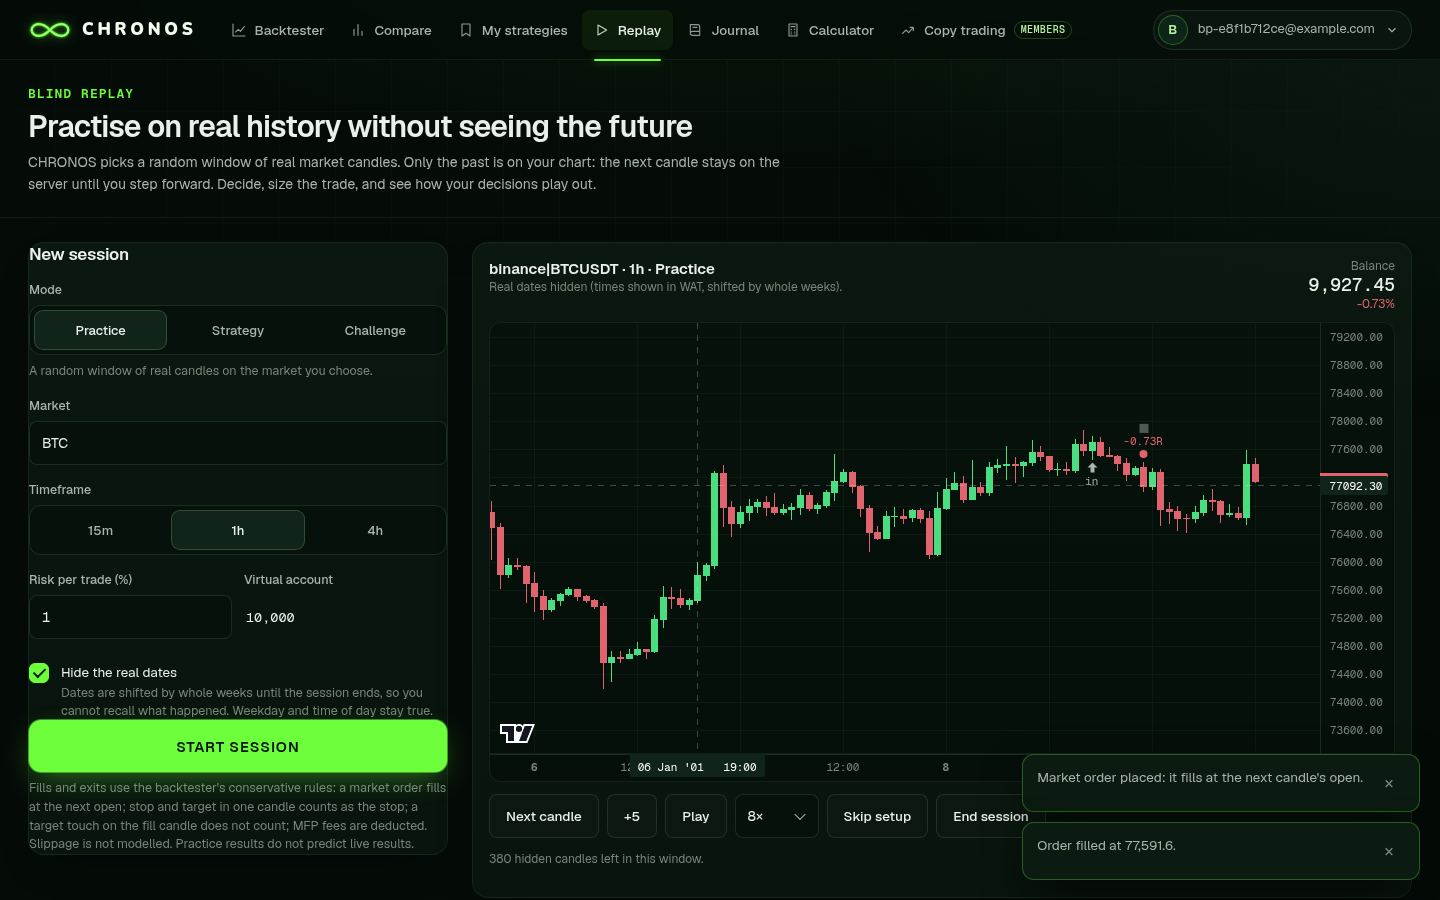 CHRONOS
Backtester
Compare
My strategies
Replay
Journal
Calculator
Copy trading
MEMBERS
B
bp-e8f1b712ce@example.com
BLIND REPLAY
Practise on real history without seeing the future
CHRONOS picks a random window of real market candles. Only the past is on your chart: the next candle stays on the
server until you step forward. Decide, size the trade, and see how your decisions play out.
New session
Mode
Practice
Strategy
Challenge
A random window of real candles on the market you choose.
Market
BTC
Timeframe
15m
1h
4h
Risk per trade (%)
Virtual account
1
10,000
Hide the real dates
Dates are shifted by whole weeks until the session ends, so you
cannot recall what happened. Weekday and time of day stay true.
START SESSION
Fills and exits use the backtester's conservative rules: a market order fills
at the next open; stop and target in one candle counts as the stop; a
target touch on the fill candle does not count; MFP fees are deducted.
Slippage is not modelled. Practice results do not predict live results.
binance|BTCUSDT · 1h · Practice
Real dates hidden (times shown in WAT, shifted by whole weeks).
Balance
9,927.45
-0.73%
79200.00
78800.00
78400.00
78000.00
77600.00
77092.30
76800.00
76400.00
76000.00
75600.00
75200.00
74800.00
74400.00
74000.00
73600.00
-0.73R
in
6
12
06 Jan '01 19:00
12:00
8
Next candle
+5
Play
8×
Skip setup
End session
380 hidden candles left in this window.
Market order placed: it fills at the next candle's open.
×
Order filled at 77,591.6.
×